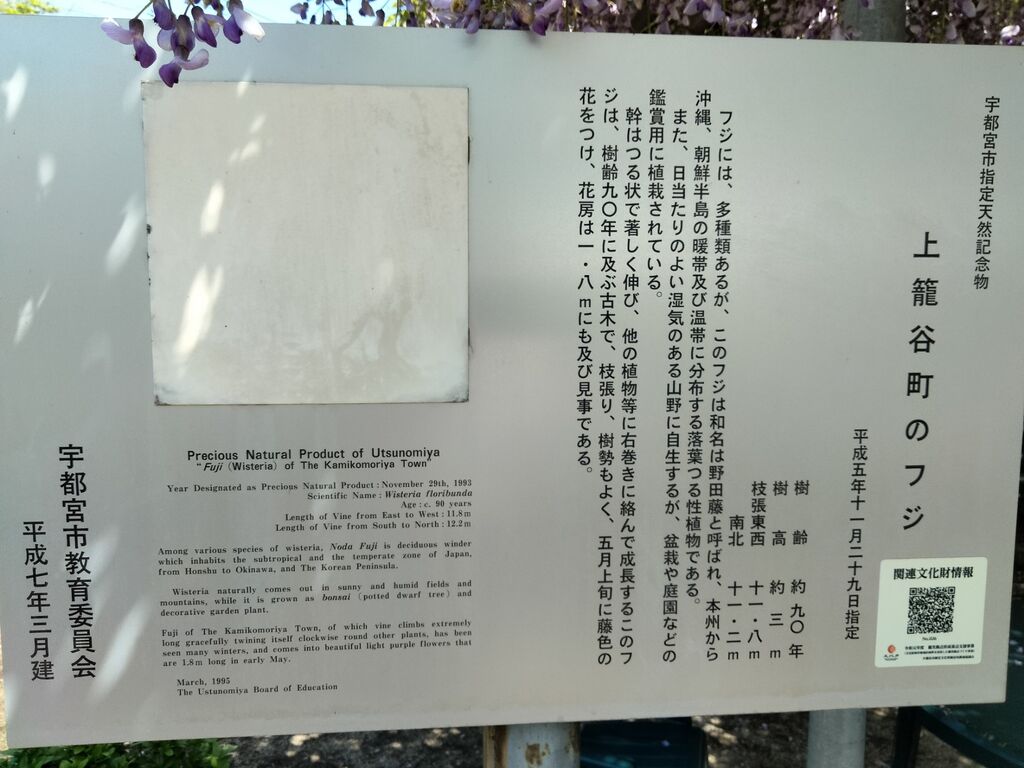 宇都宮市指定天然記念物
上籠谷町のフジ
平成五年十一月二十九日指定
樹齢 約九〇年
樹高 約三m
枝張東西 十一・八m
南北 十一・二m
フジには、多種類あるが、このフジは和名は野田藤と呼ばれ、本州から
沖縄、朝鮮半島の暖帯及び温帯に分布する落葉つる性植物である。
また、日当たりのよい湿気のある山野に自生するが、盆栽や庭園などの
鑑賞用に植栽されている。
幹はつる状で著しく伸び、他の植物等に右巻きに絡んで成長するこのフ
ジは、樹齢九〇年に及ぶ古木で、枝張り、樹勢もよく、五月上旬に藤色の
花をつけ、花房は一・八mにも及び見事である。
Precious Natural Product of Utsunomiya
"Fuji (Wisteria) of The Kamikomoriya Town"
Year Designated as Precious Natural Product : November 29th, 1993
Scientific Name : Wisteria floribunda
Age : c. 90 years
Length of Vine from East to West : 11.8m
Length of Vine from South to North : 12.2m
Among various species of wisteria, Noda Fuji is deciduous winder
which inhabits the subtropical and the temperate zone of Japan,
from Honshu to Okinawa, and The Korean Peninsula.
Wisteria naturally comes out in sunny and humid fields and
mountains, while it is grown as bonsai (potted dwarf tree) and
decorative garden plant.
Fuji of The Kamikomoriya Town, of which vine climbs extremely
long gracefully twining itself clockwise round other plants, has been
seen many winters, and comes into beautiful light purple flowers that
are 1.8m long in early May.
March, 1995
The Ustunomiya Board of Education
宇都宮市教育委員会
平成七年三月建
関連文化財情報